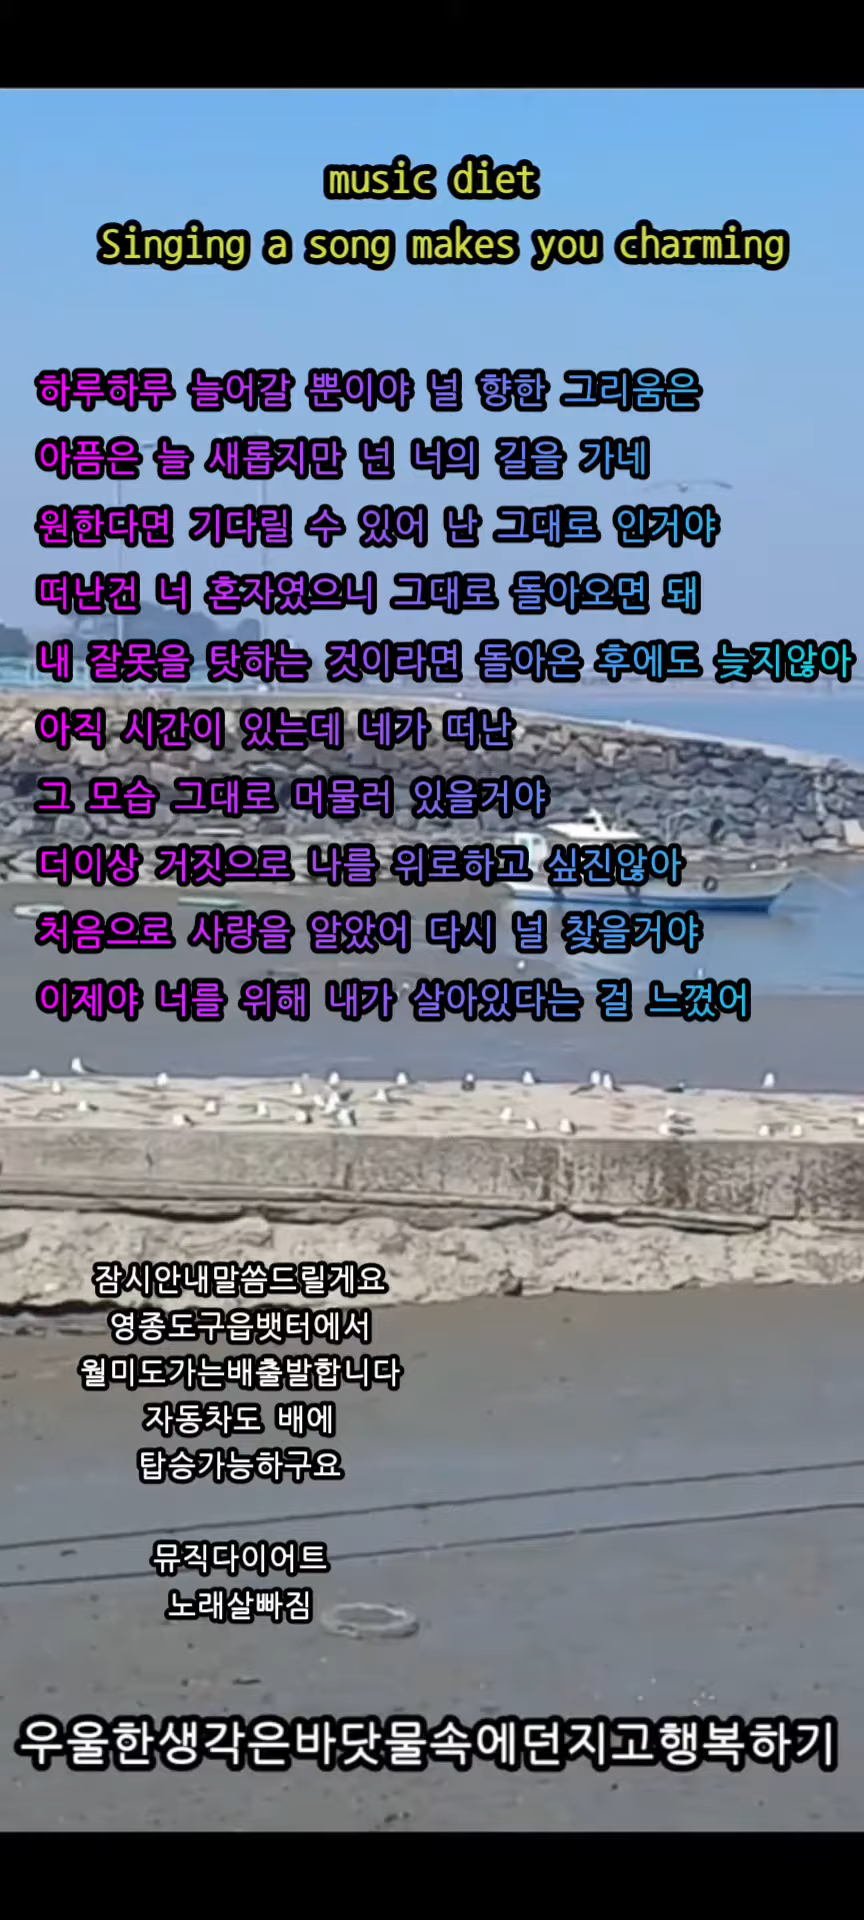 music diet
Singing a song makes you charming
하루하루 늘어갈 뿐이야 널 향한 그리움은
아픔은 늘 새롭지만 넌 너의 길을 가네
원한다면 기다릴 수 있어 난 그대로 인거야
떠난건 너 혼자였으니 그대로 돌아오면 돼
내 잘못을 탓하는 것이라면 돌아온 후에도 늦지않아
아직 시간이 있는데 네가 떠난
그 모습 그대로 머물러 있을거야
더이상 거짓으로 나를 위로하고 싶진않아
처음으로 사랑을 알았어 다시 널 찾을거야
이제야 너를 위해 내가 살아있다는 걸 느꼈어
잠시안내말씀드릴게요
영종도구읍뱃터에서
월미도가는배출발합니다
자동차도 배에
탑승가능하구요
뮤직다이어트
노래살빠짐
우울한생각은바닷물속에던지고행복하기